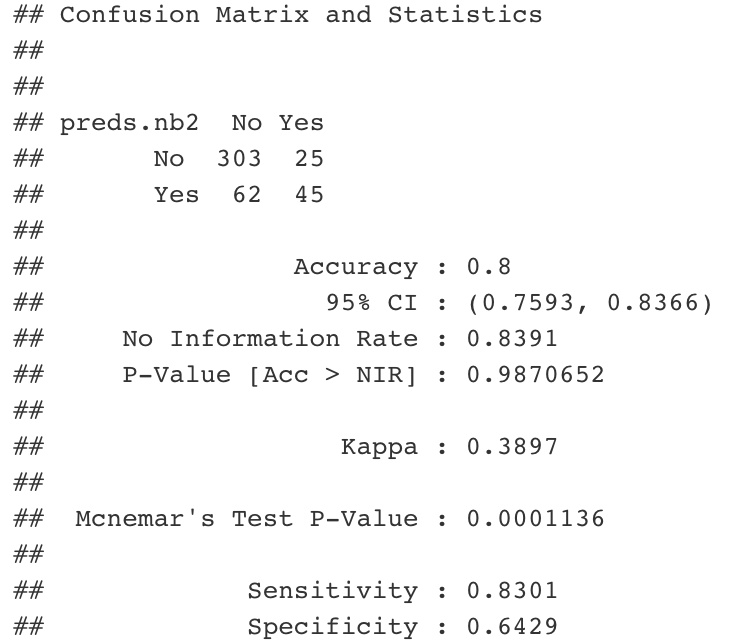 ## Confusion Matrix and Statistics
##
##
## preds.nb2  No Yes
##       No  303  25
##       Yes  62  45
##
##                Accuracy : 0.8
##                  95% CI : (0.7593, 0.8366)
##     No Information Rate : 0.8391
##     P-Value [Acc > NIR] : 0.9870652
##
##                   Kappa : 0.3897
##
##  Mcnemar's Test P-Value : 0.0001136
##
##             Sensitivity : 0.8301
##             Specificity : 0.6429